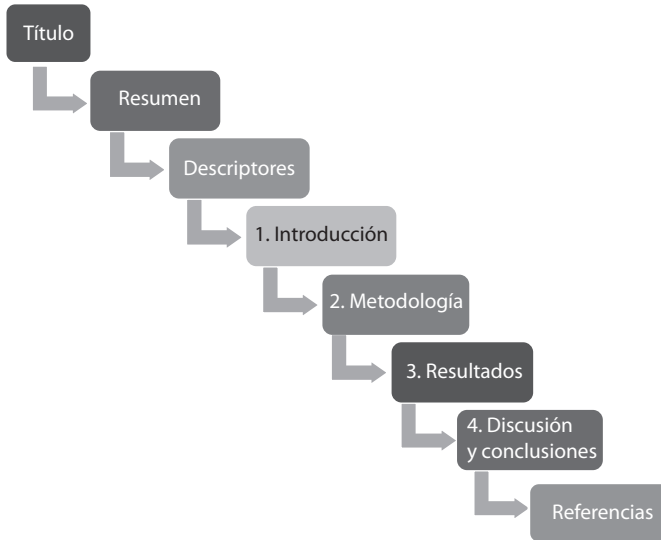 Título
Resumen
Descriptores
1. Introducción
2. Metodología
3. Resultados
4. Discusión
y conclusiones
Referencias